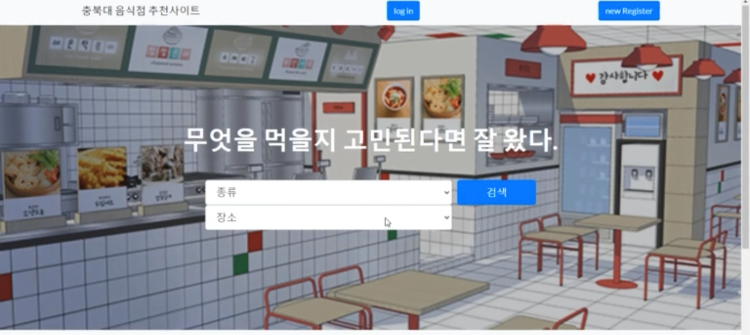 충북대 음식점 추천사이트
log in
new Register
감사합니다
무엇을 먹을지 고민된다면 잘 왔다.
종류
검색
장소